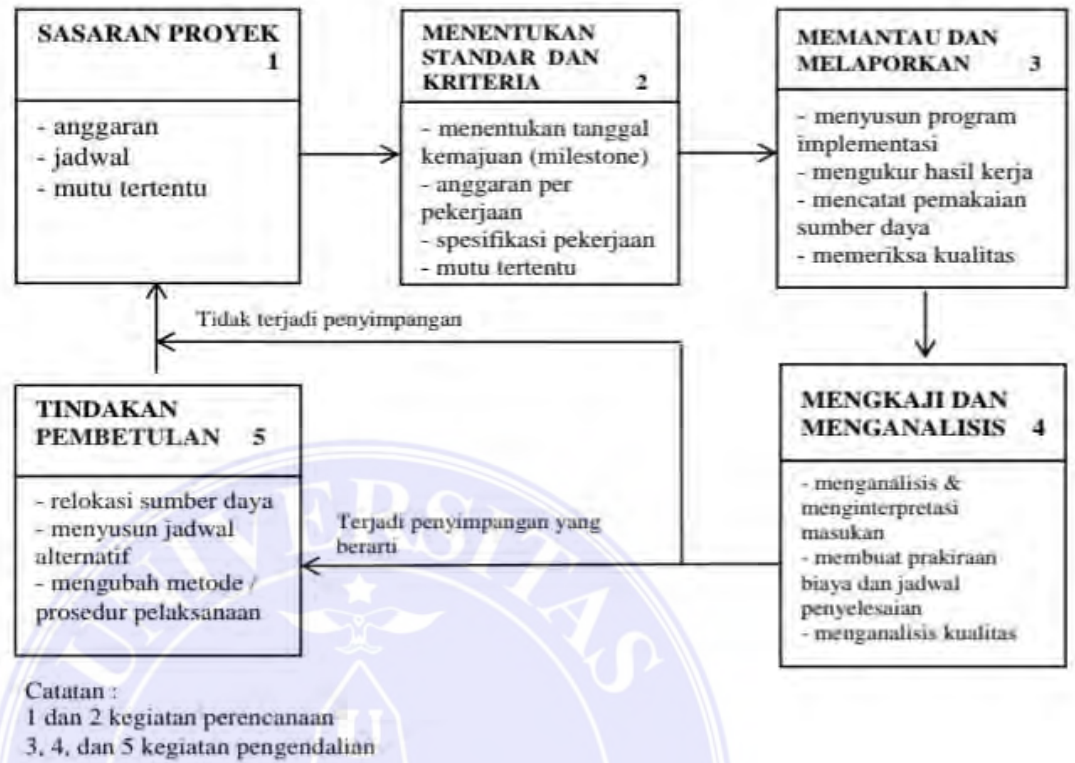 SASARAN PROYEK
1
- anggaran
- jadwal
- mutu tertentu
MENENTUKAN
STANDAR DAN
KRITERIA 2
- menentukan tanggal
kemajuan (milestone)
- anggaran per
pekerjaan
- spesifikasi pekerjaan
- mutu tertentu
MEMANTAU DAN
MELAPORKAN 3
- menyusun program
implementasi
- mengukur hasil kerja
- mencatat pemakaian
sumber daya
- memeriksa kualitas
Tidak terjadi penyimpangan
MENGKAJI DAN
MENGANALISIS 4
- menganalisis &
menginterpretasi
masukan
- membuat prakiraan
biaya dan jadwal
penyelesaian
- menganalisis kualitas
Terjadi penyimpangan yang
berarti
TINDAKAN
PEMBETULAN 5
- relokasi sumber daya
- menyusun jadwal
alternatif
- mengubah metode /
prosedur pelaksanaan
Catatan :
1 dan 2 kegiatan perencanaan
3, 4, dan 5 kegiatan pengendalian
UNIVERSITAS